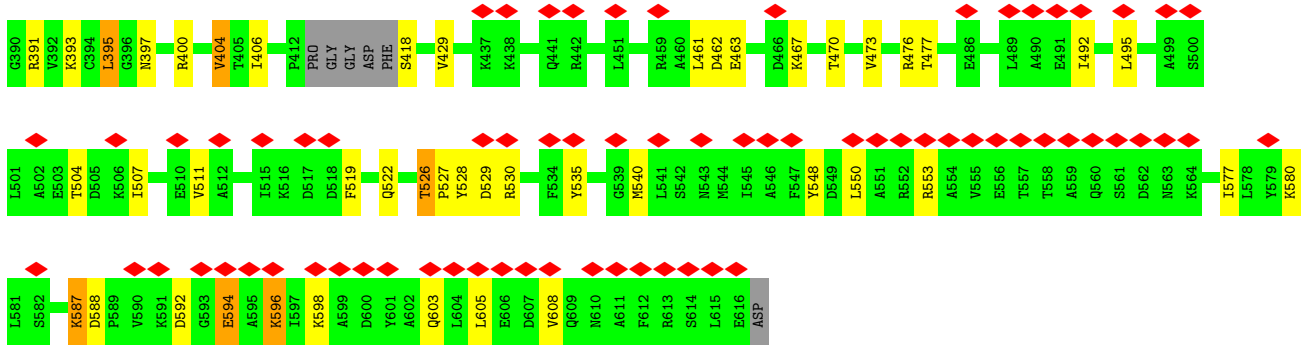 G390 R391 V392 K393 C394 L395 G396 N397 R400 V404 T405 I406 P412 PRO GLY GLY ASP PHE S418 V429 K437 K438 Q441 R442 L451 R459 A460 L461 D462 E463 D466 K467 T470 V473 R476 T477 E486 L489 A490 E491 I492 L495 A499 S500
L501 A502 E503 T504 D505 K506 I507 E510 V511 A512 I515 K516 D517 D518 F519 Q522 T526 P527 Y528 D529 R530 F534 Y535 G539 M540 L541 S542 N543 M544 I545 A546 F547 Y548 D549 L550 A551 R552 R553 A554 V555 E556 T557 T558 A559 Q560 S561 D562 N563 K564 I577 L578 Y579 K580
L581 S582 K587 D588 P589 V590 K591 D592 G593 E594 A595 K596 I597 K598 A599 D600 Y601 A602 Q603 L604 L605 E606 D607 V608 Q609 N610 A611 F612 R613 S614 L615 E616 ASP